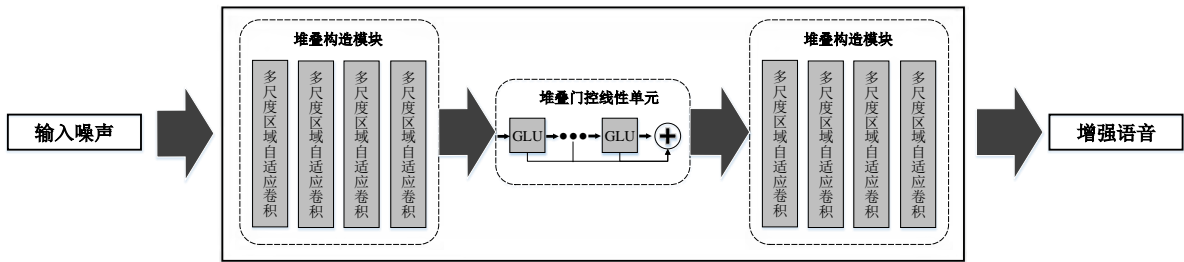 输入噪声
堆叠构造模块
多尺度区域自适应卷积
多尺度区域自适应卷积
多尺度区域自适应卷积
多尺度区域自适应卷积
堆叠门控线性单元
GLU
GLU
堆叠构造模块
多尺度区域自适应卷积
多尺度区域自适应卷积
多尺度区域自适应卷积
多尺度区域自适应卷积
增强语音